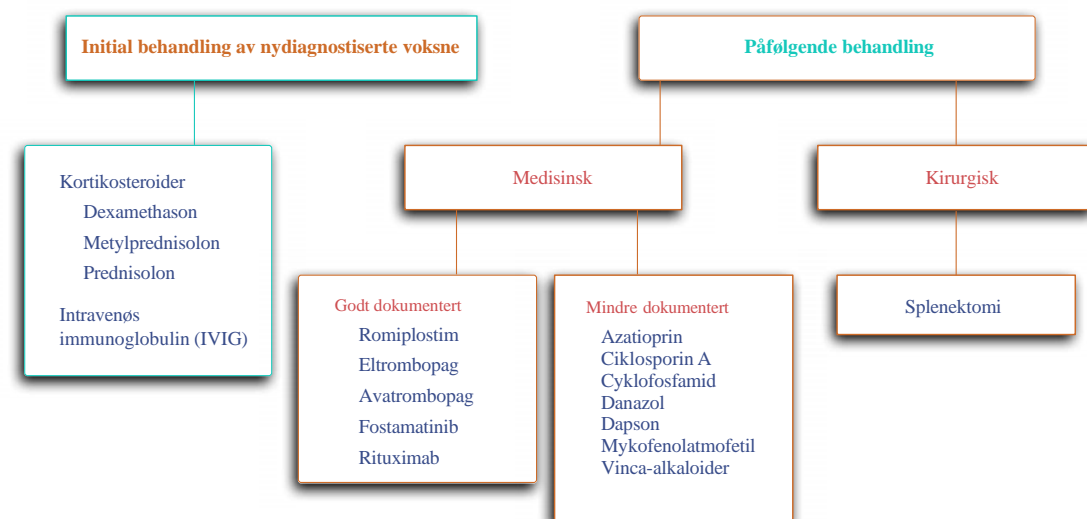 Initial behandling av nydiagnostiserte voksne
Påfølgende behandling
Kortikosteroider
Dexamethason
Metylprednisolon
Prednisolon
Intravenøs
immunoglobulin (IVIG)
Medisinsk
Kirurgisk
Godt dokumentert
Romiplostim
Eltrombopag
Avatrombopag
Fostamatinib
Rituximab
Mindre dokumentert
Azatioprin
Ciklosporin A
Cyklofosfamid
Danazol
Dapson
Mykofenolatmofetil
Vinca-alkaloider
Splenektomi